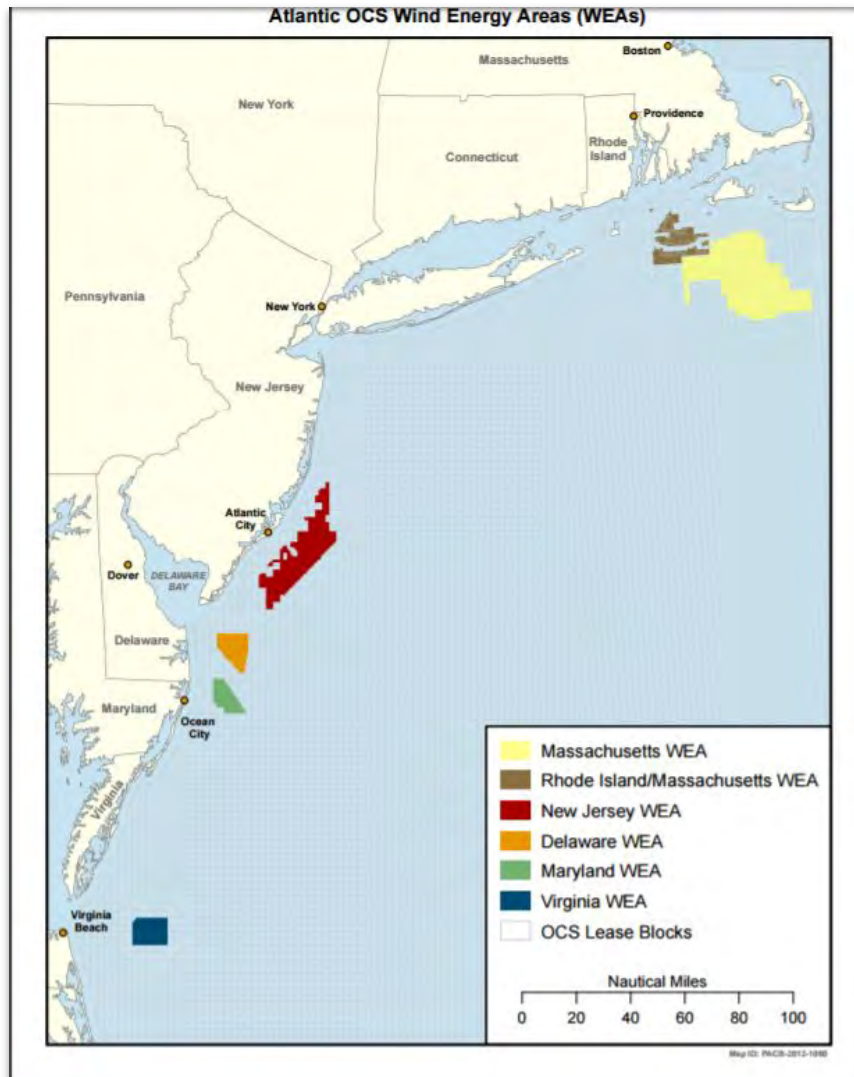 Atlantic OCS Wind Energy Areas (WEAs)
Boston
Massachusetts
New York
Providence
Rhode
Island
Connecticut
Pennsylvania
New York
New Jersey
Atlantic
City
Dover
DELAWARE
BAY
Delaware
Maryland
Ocean
City
Virginia
Virginia
Beach
Massachusetts WEA
Rhode Island/Massachusetts WEA
New Jersey WEA
Delaware WEA
Maryland WEA
Virginia WEA
OCS Lease Blocks
Nautical Miles
0 20 40 60 80 100